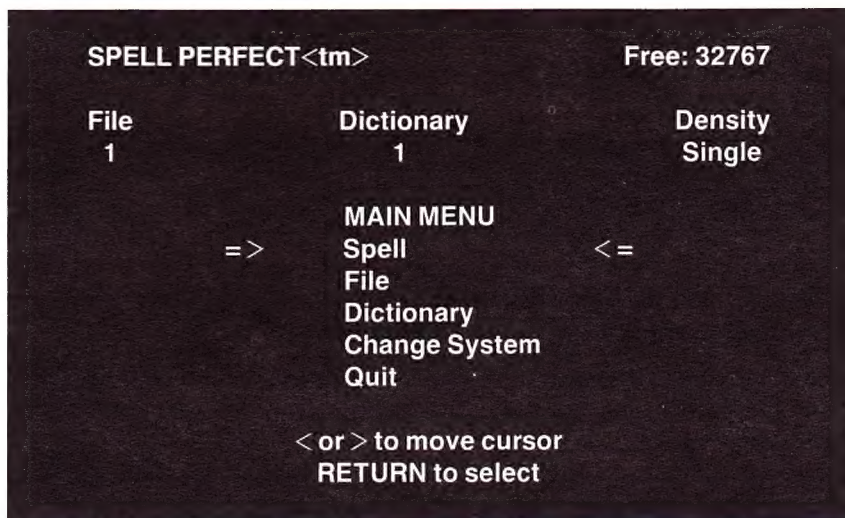 SPELL PERFECT<tm> Free: 32767
File Dictionary Density
1 1 Single
MAIN MENU
=> Spell <=
File
Dictionary
Change System
Quit
< or > to move cursor
RETURN to select